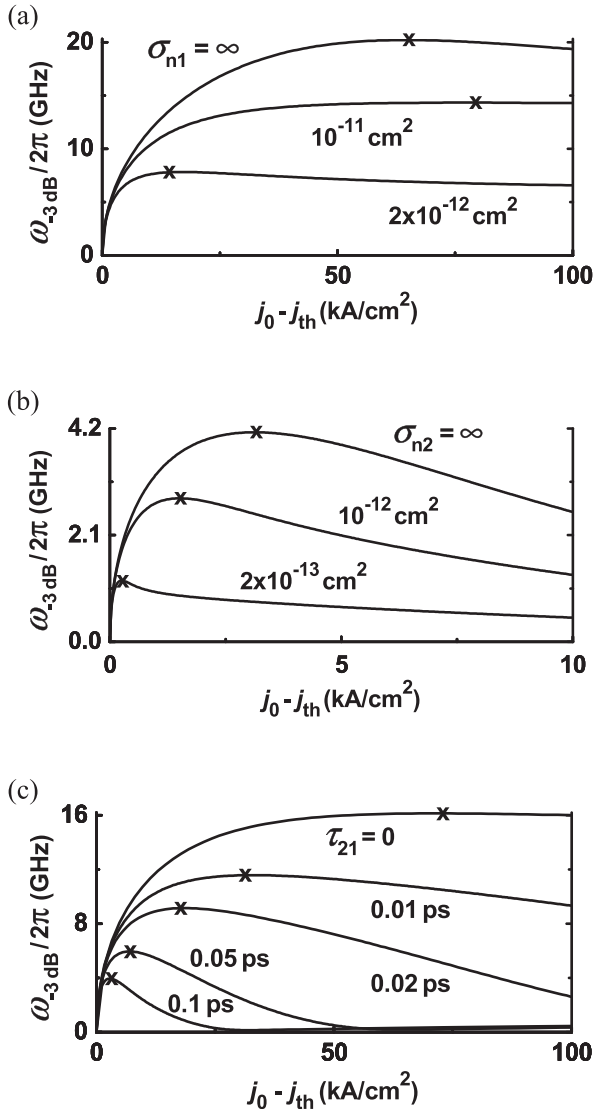 (a)
20
σn1 = ∞
10
10⁻¹¹ cm²
2x10⁻¹² cm²
0
0 50 100
ω-3 dB / 2π (GHz)
j0 - jth (kA/cm²)
(b)
4.2
σn2 = ∞
2.1
10⁻¹² cm²
2x10⁻¹³ cm²
0.0
0 5 10
ω-3 dB / 2π (GHz)
j0 - jth (kA/cm²)
(c)
16
τ21 = 0
0.01 ps
8
0.05 ps
0.02 ps
0.1 ps
0
0 50 100
ω-3 dB / 2π (GHz)
j0 - jth (kA/cm²)